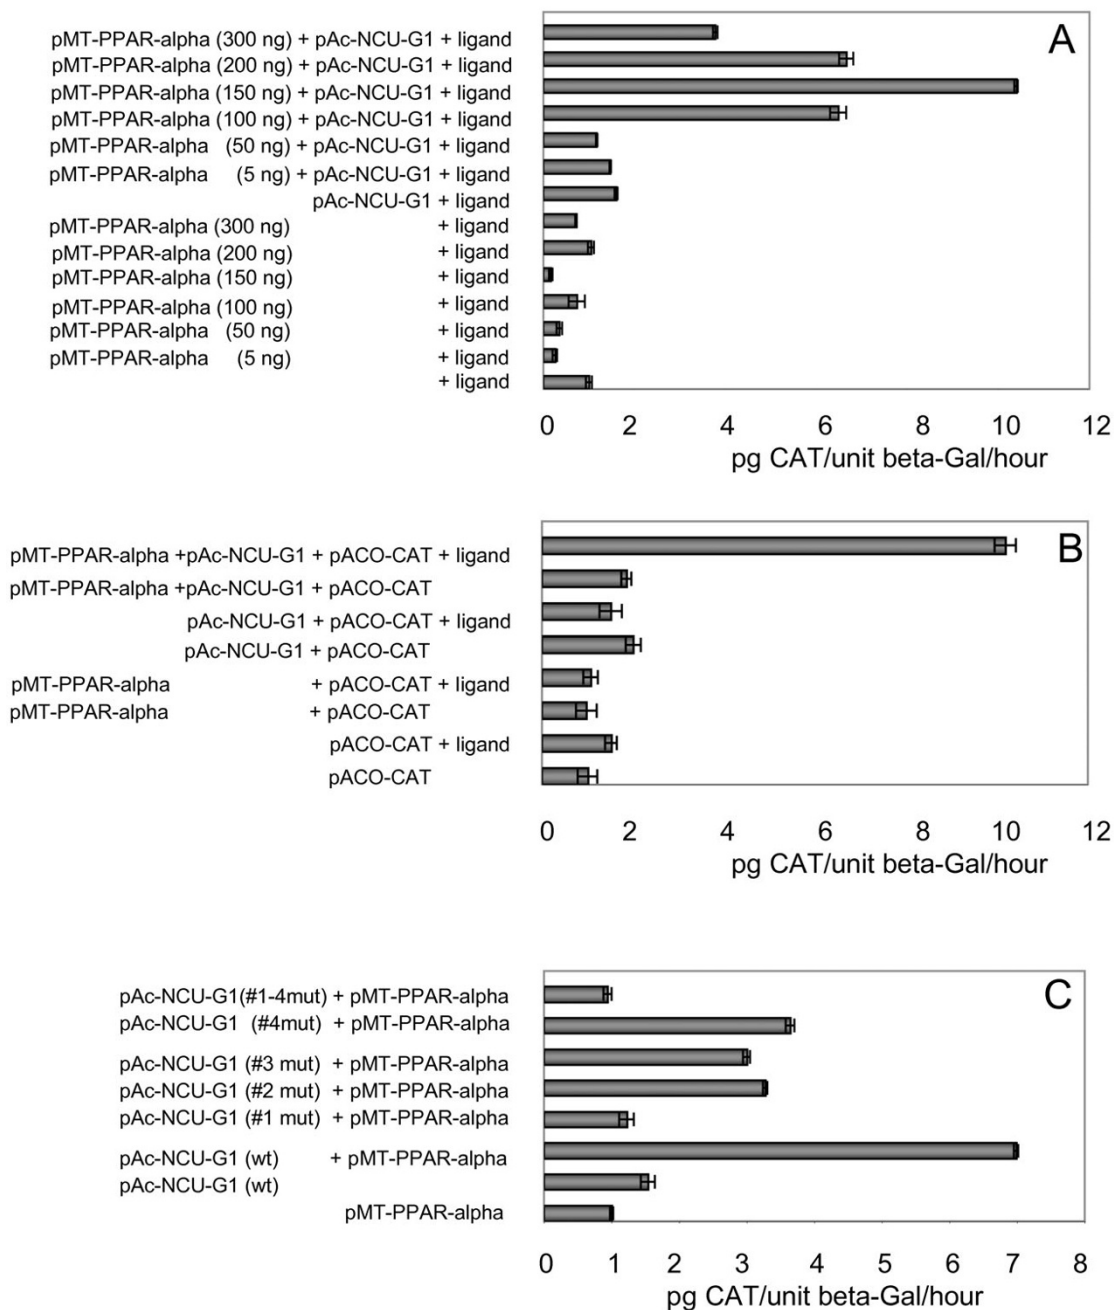 A
pMT-PPAR-alpha (300 ng) + pAc-NCU-G1 + ligand
pMT-PPAR-alpha (200 ng) + pAc-NCU-G1 + ligand
pMT-PPAR-alpha (150 ng) + pAc-NCU-G1 + ligand
pMT-PPAR-alpha (100 ng) + pAc-NCU-G1 + ligand
pMT-PPAR-alpha (50 ng) + pAc-NCU-G1 + ligand
pMT-PPAR-alpha (5 ng) + pAc-NCU-G1 + ligand
pAc-NCU-G1 + ligand
pMT-PPAR-alpha (300 ng) + ligand
pMT-PPAR-alpha (200 ng) + ligand
pMT-PPAR-alpha (150 ng) + ligand
pMT-PPAR-alpha (100 ng) + ligand
pMT-PPAR-alpha (50 ng) + ligand
pMT-PPAR-alpha (5 ng) + ligand
+ ligand
0 2 4 6 8 10 12
pg CAT/unit beta-Gal/hour
B
pMT-PPAR-alpha +pAc-NCU-G1 + pACO-CAT + ligand
pMT-PPAR-alpha +pAc-NCU-G1 + pACO-CAT
pAc-NCU-G1 + pACO-CAT + ligand
pAc-NCU-G1 + pACO-CAT
pMT-PPAR-alpha + pACO-CAT + ligand
pMT-PPAR-alpha + pACO-CAT
pACO-CAT + ligand
pACO-CAT
0 2 4 6 8 10 12
pg CAT/unit beta-Gal/hour
C
pAc-NCU-G1(#1-4mut) + pMT-PPAR-alpha
pAc-NCU-G1 (#4mut) + pMT-PPAR-alpha
pAc-NCU-G1 (#3 mut) + pMT-PPAR-alpha
pAc-NCU-G1 (#2 mut) + pMT-PPAR-alpha
pAc-NCU-G1 (#1 mut) + pMT-PPAR-alpha
pAc-NCU-G1 (wt) + pMT-PPAR-alpha
pAc-NCU-G1 (wt)
pMT-PPAR-alpha
0 1 2 3 4 5 6 7 8
pg CAT/unit beta-Gal/hour